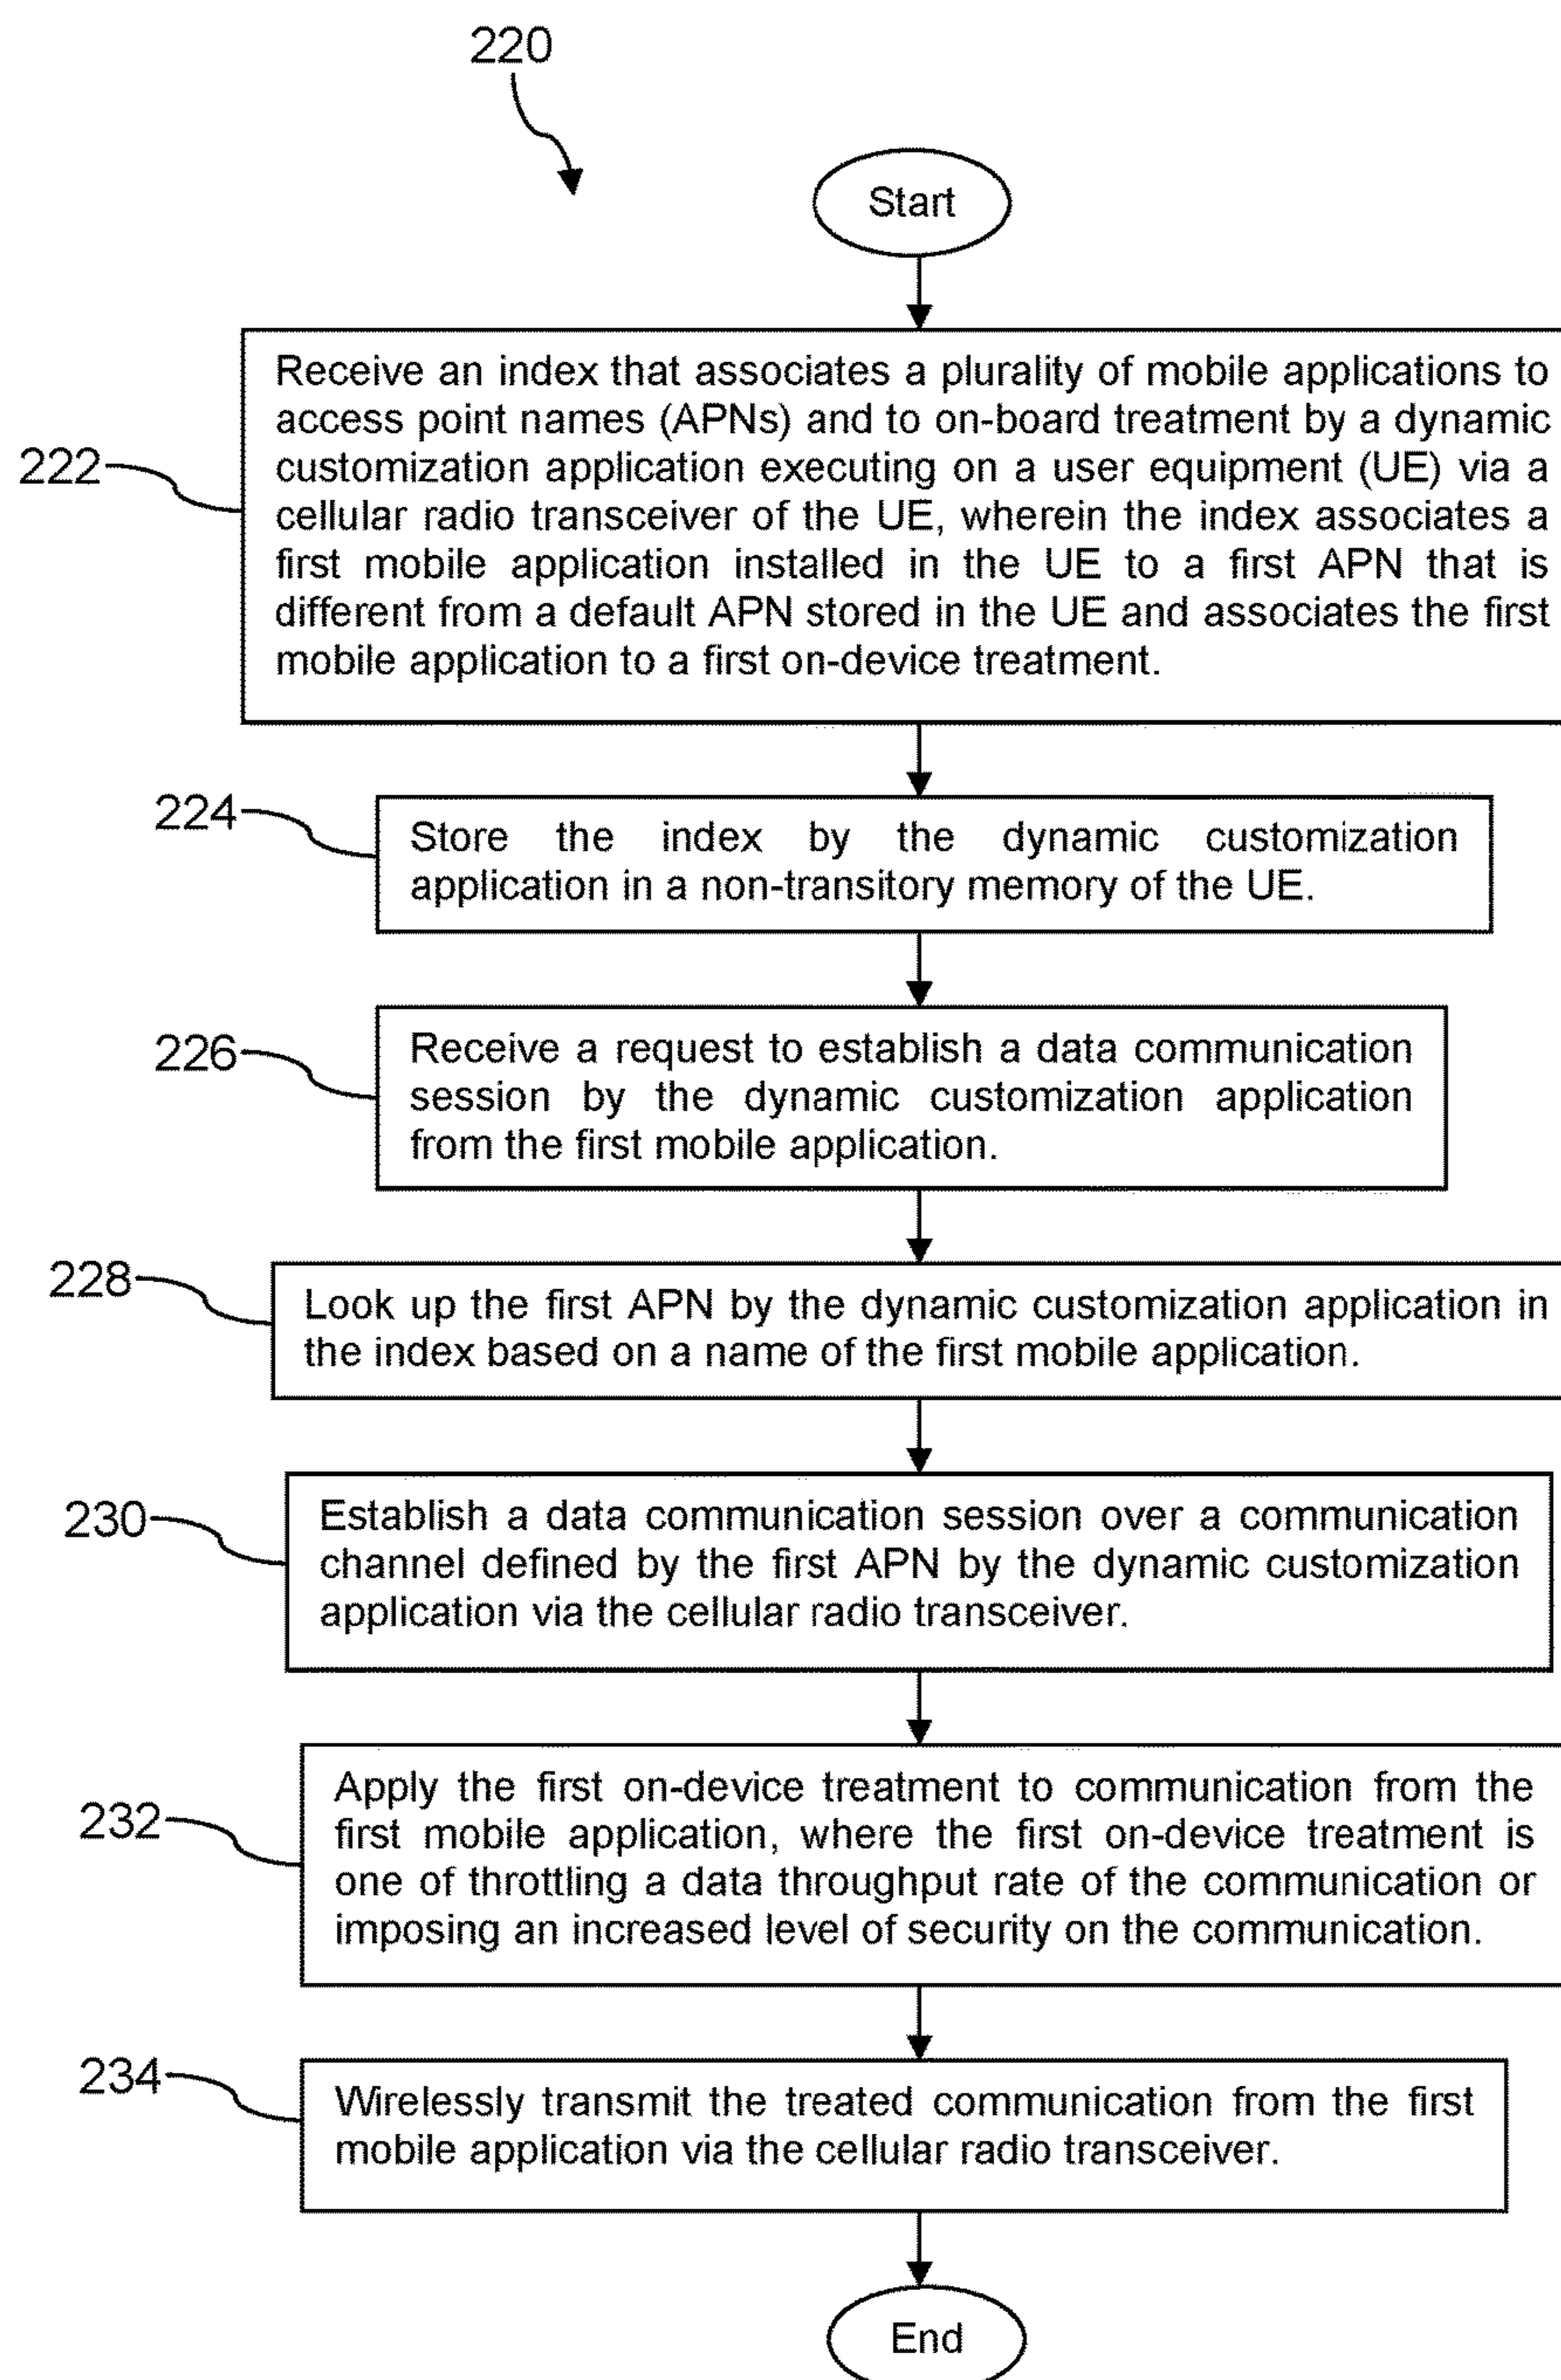 220
Start
222
Receive an index that associates a plurality of mobile applications to
access point names (APNs) and to on-board treatment by a dynamic
customization application executing on a user equipment (UE) via a
cellular radio transceiver of the UE, wherein the index associates a
first mobile application installed in the UE to a first APN that is
different from a default APN stored in the UE and associates the first
mobile application to a first on-device treatment.
224
Store the index by the dynamic customization
application in a non-transitory memory of the UE.
226
Receive a request to establish a data communication
session by the dynamic customization application
from the first mobile application.
228
Look up the first APN by the dynamic customization application in
the index based on a name of the first mobile application.
230
Establish a data communication session over a communication
channel defined by the first APN by the dynamic customization
application via the cellular radio transceiver.
232
Apply the first on-device treatment to communication from the
first mobile application, where the first on-device treatment is
one of throttling a data throughput rate of the communication or
imposing an increased level of security on the communication.
234
Wirelessly transmit the treated communication from the first
mobile application via the cellular radio transceiver.
End